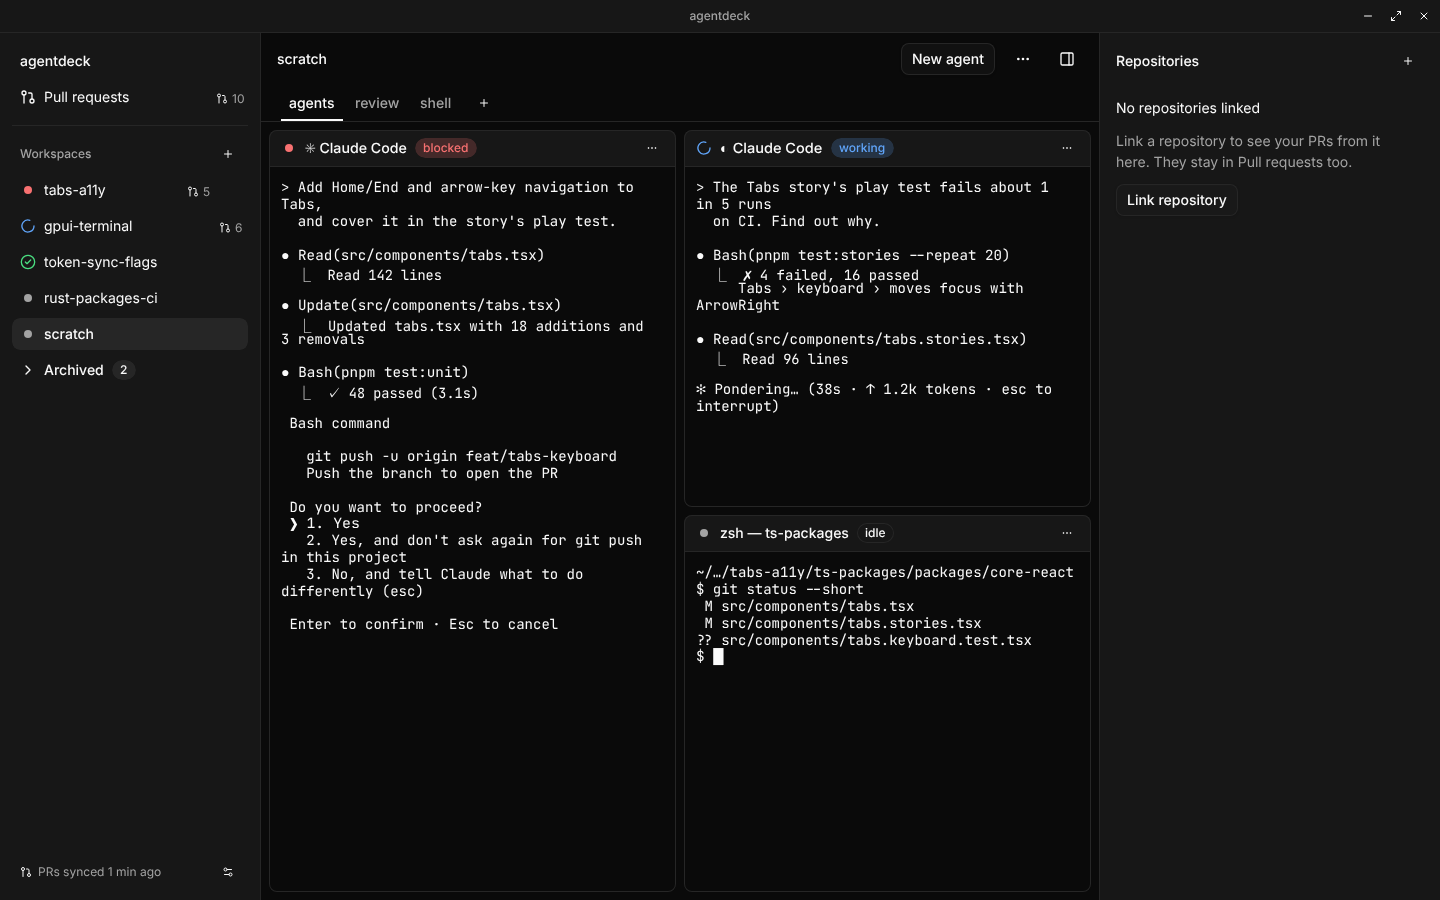 agentdeck
agentdeck
Pull requests 10
Workspaces
tabs-a11y 5
gpui-terminal 6
token-sync-flags
rust-packages-ci
scratch
Archived 2
PRs synced 1 min ago
scratch
New agent
agents review shell
✳ Claude Code blocked
> Add Home/End and arrow-key navigation to
Tabs,
and cover it in the story's play test.
● Read(src/components/tabs.tsx)
⎿ Read 142 lines
● Update(src/components/tabs.tsx)
⎿ Updated tabs.tsx with 18 additions and
3 removals
● Bash(pnpm test:unit)
⎿ ✓ 48 passed (3.1s)
Bash command
git push -u origin feat/tabs-keyboard
Push the branch to open the PR
Do you want to proceed?
❯ 1. Yes
2. Yes, and don't ask again for git push
in this project
3. No, and tell Claude what to do
differently (esc)
Enter to confirm · Esc to cancel
Claude Code working
> The Tabs story's play test fails about 1
in 5 runs
on CI. Find out why.
● Bash(pnpm test:stories --repeat 20)
⎿ ✗ 4 failed, 16 passed
Tabs › keyboard › moves focus with
ArrowRight
● Read(src/components/tabs.stories.tsx)
⎿ Read 96 lines
✻ Pondering… (38s · ↑ 1.2k tokens · esc to
interrupt)
zsh — ts-packages idle
~/…/tabs-a11y/ts-packages/packages/core-react
$ git status --short
M src/components/tabs.tsx
M src/components/tabs.stories.tsx
?? src/components/tabs.keyboard.test.tsx
$
Repositories
No repositories linked
Link a repository to see your PRs from it
here. They stay in Pull requests too.
Link repository